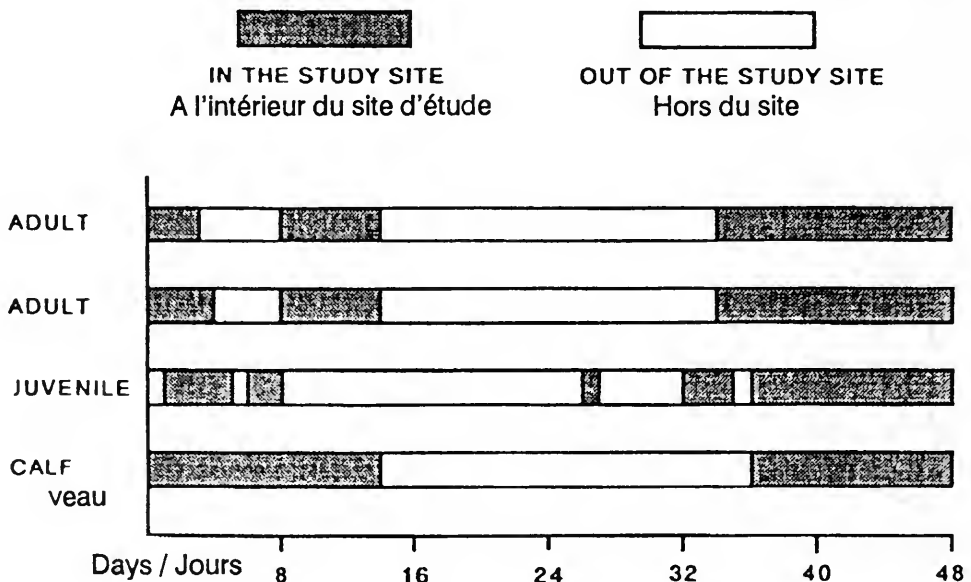 IN THE STUDY SITE
A l'intérieur du site d'étude
OUT OF THE STUDY SITE
Hors du site
ADULT
ADULT
JUVENILE
CALF
veau
Days / Jours 8 16 24 32 40 48